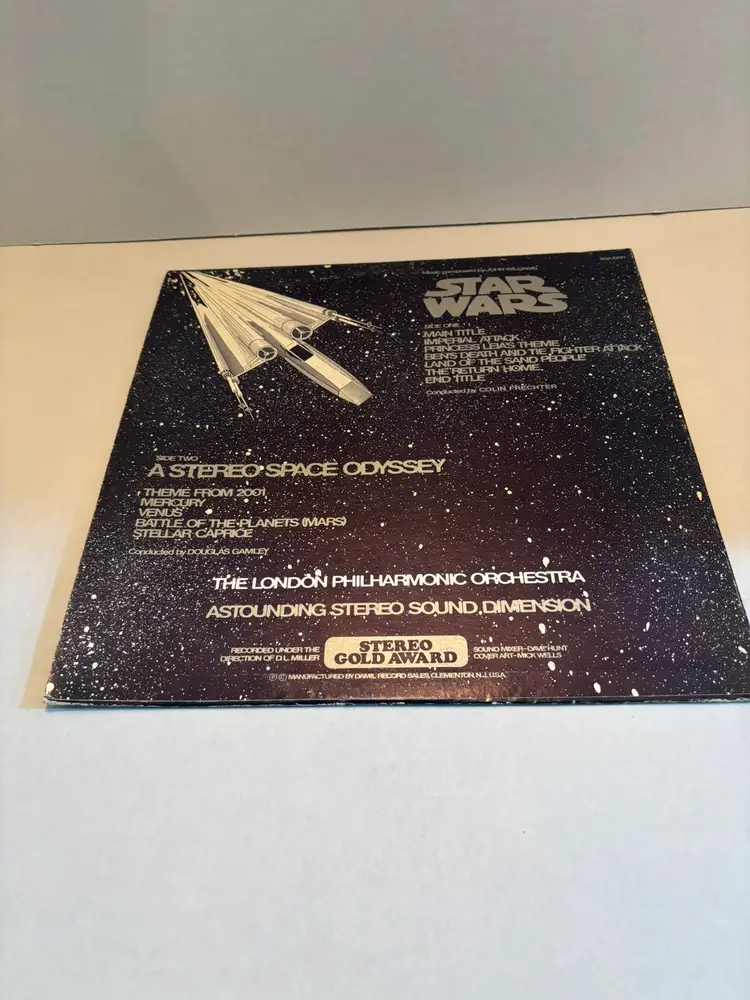 Music composed by JOHN WILLIAMS
STAR
WARS
SIDE ONE
MAIN TITLE
IMPERIAL ATTACK
PRINCESS LEIA'S THEME
BEN'S DEATH AND TIE FIGHTER ATTACK
LAND OF THE SAND PEOPLE
THE RETURN HOME
END TITLE
Conducted by COLIN FRECHTER
SIDE TWO
A STEREO SPACE ODYSSEY
THEME FROM 2001
MERCURY
VENUS
BATTLE OF THE PLANETS (MARS)
STELLAR CAPRICE
Conducted by DOUGLAS GAMLEY
THE LONDON PHILHARMONIC ORCHESTRA
ASTOUNDING STEREO SOUND DIMENSION
RECORDED UNDER THE
DIRECTION OF D.L. MILLER
STEREO
GOLD AWARD
SOUND MIXER-DAVE HUNT
COVER ART-MICK WELLS
℗ © MANUFACTURED BY DAMIL RECORD SALES, CLEMENTON, N.J., U.S.A.